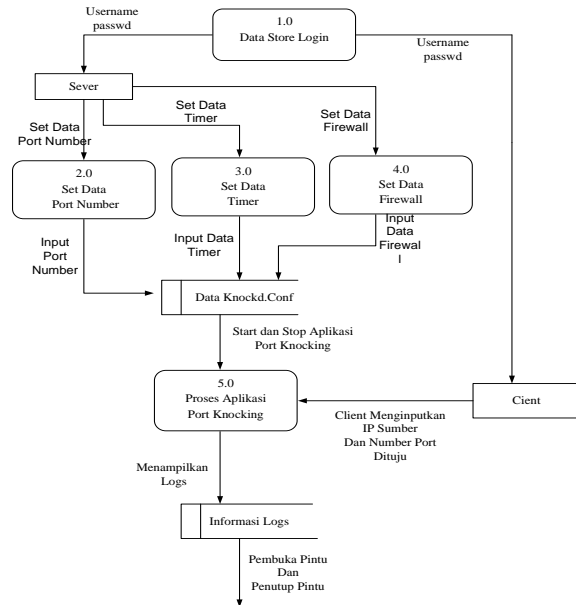 1.0
Data Store Login
Username
passwd
Username
passwd
Sever
Set Data
Port Number
Set Data
Timer
Set Data
Firewall
2.0
Set Data
Port Number
3.0
Set Data
Timer
4.0
Set Data
Firewall
Input
Port
Number
Input Data
Timer
Input
Data
Firewal
l
Data Knockd.Conf
Start dan Stop Aplikasi
Port Knocking
5.0
Proses Aplikasi
Port Knocking
Cient
Client Menginputkan
IP Sumber
Dan Number Port
Dituju
Menampilkan
Logs
Informasi Logs
Pembuka Pintu
Dan
Penutup Pintu